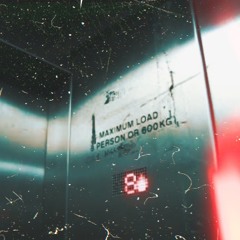 MAXIMUM LOAD
PERSON OR 600KG
8